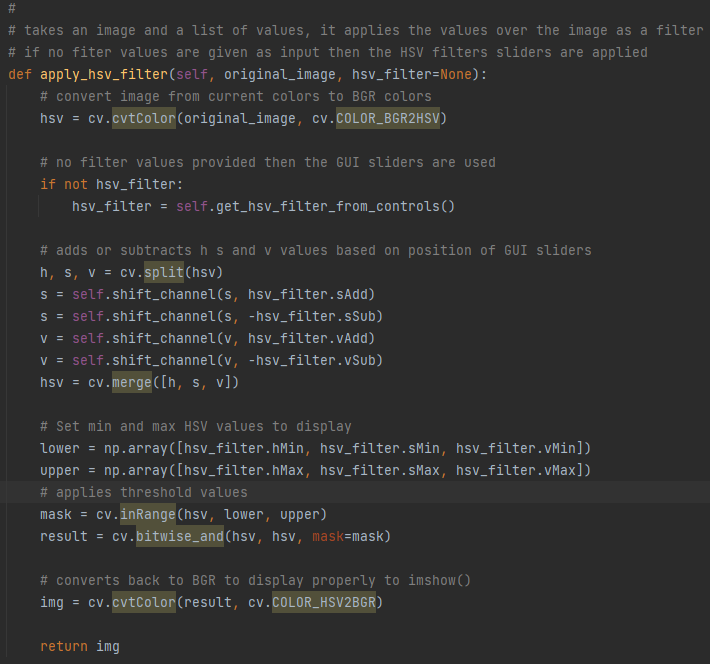 #
# takes an image and a list of values, it applies the values over the image as a filter
# if no fiter values are given as input then the HSV filters sliders are applied
def apply_hsv_filter(self, original_image, hsv_filter=None):
    # convert image from current colors to BGR colors
    hsv = cv.cvtColor(original_image, cv.COLOR_BGR2HSV)

    # no filter values provided then the GUI sliders are used
    if not hsv_filter:
        hsv_filter = self.get_hsv_filter_from_controls()

    # adds or subtracts h s and v values based on position of GUI sliders
    h, s, v = cv.split(hsv)
    s = self.shift_channel(s, hsv_filter.sAdd)
    s = self.shift_channel(s, -hsv_filter.sSub)
    v = self.shift_channel(v, hsv_filter.vAdd)
    v = self.shift_channel(v, -hsv_filter.vSub)
    hsv = cv.merge([h, s, v])

    # Set min and max HSV values to display
    lower = np.array([hsv_filter.hMin, hsv_filter.sMin, hsv_filter.vMin])
    upper = np.array([hsv_filter.hMax, hsv_filter.sMax, hsv_filter.vMax])
    # applies threshold values
    mask = cv.inRange(hsv, lower, upper)
    result = cv.bitwise_and(hsv, hsv, mask=mask)

    # converts back to BGR to display properly to imshow()
    img = cv.cvtColor(result, cv.COLOR_HSV2BGR)

    return img